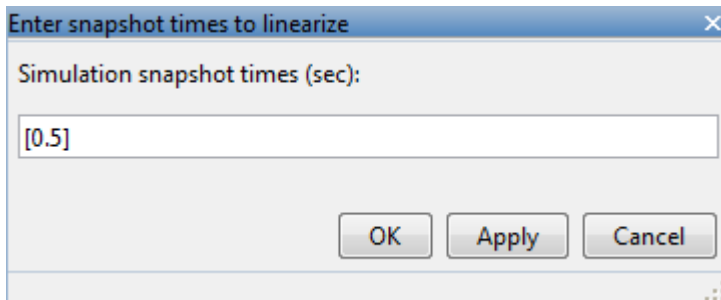 Enter snapshot times to linearize
Simulation snapshot times (sec):
[0.5]
OK Apply Cancel